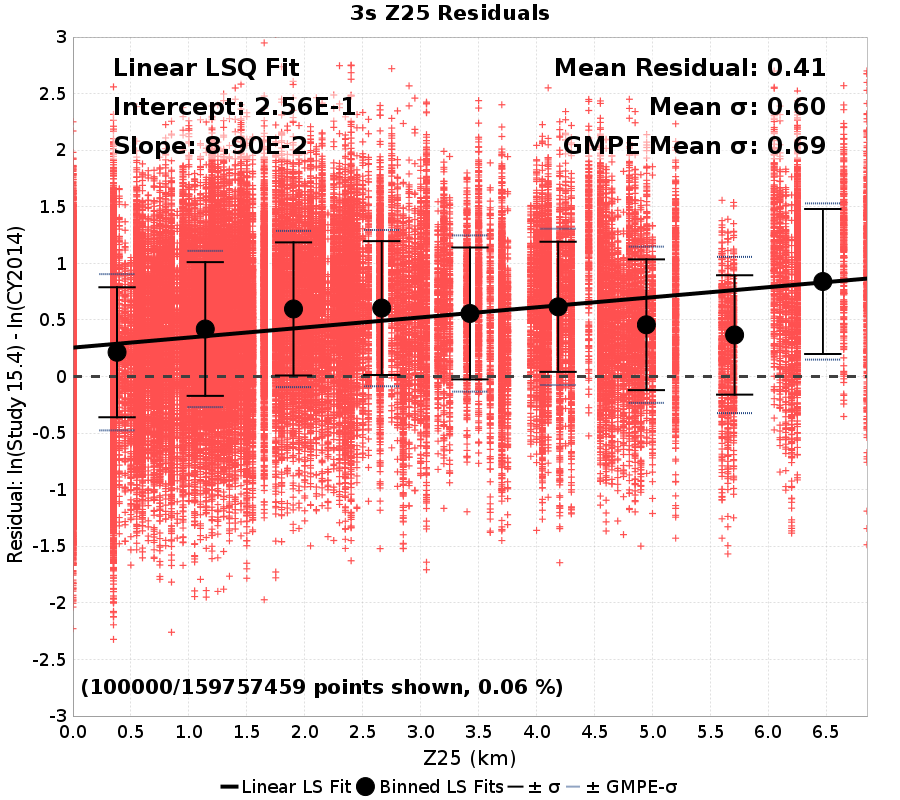 3s Z25 Residuals
Linear LSQ Fit
Intercept: 2.56E-1
Slope: 8.90E-2
Mean Residual: 0.41
Mean σ: 0.60
GMPE Mean σ: 0.69
Residual: ln(Study 15.4) - ln(CY2014)
3
2.5
2
1.5
1
0.5
0
-0.5
-1
-1.5
-2
-2.5
-3
(100000/159757459 points shown, 0.06 %)
0.0 0.5 1.0 1.5 2.0 2.5 3.0 3.5 4.0 4.5 5.0 5.5 6.0 6.5
Z25 (km)
Linear LS Fit Binned LS Fits ± σ ± GMPE-σ